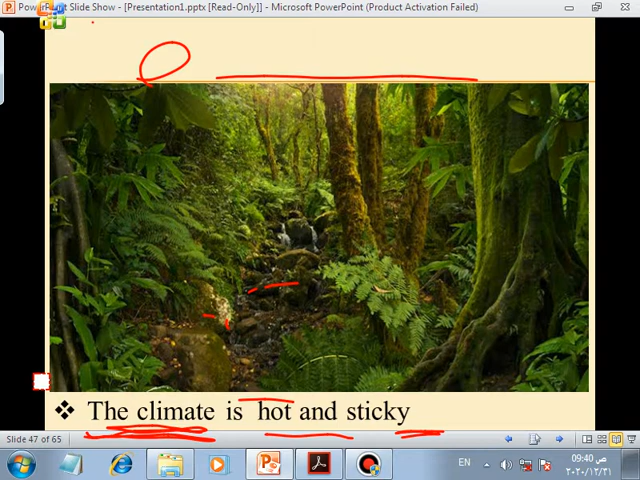 PowerPoint Slide Show - [Presentation1.pptx [Read-Only]] - Microsoft PowerPoint (Product Activation Failed)
❖ The climate is hot and sticky
Slide 47 of 65
EN
09:40 ص
٢٠٢٠/١٢/٣١